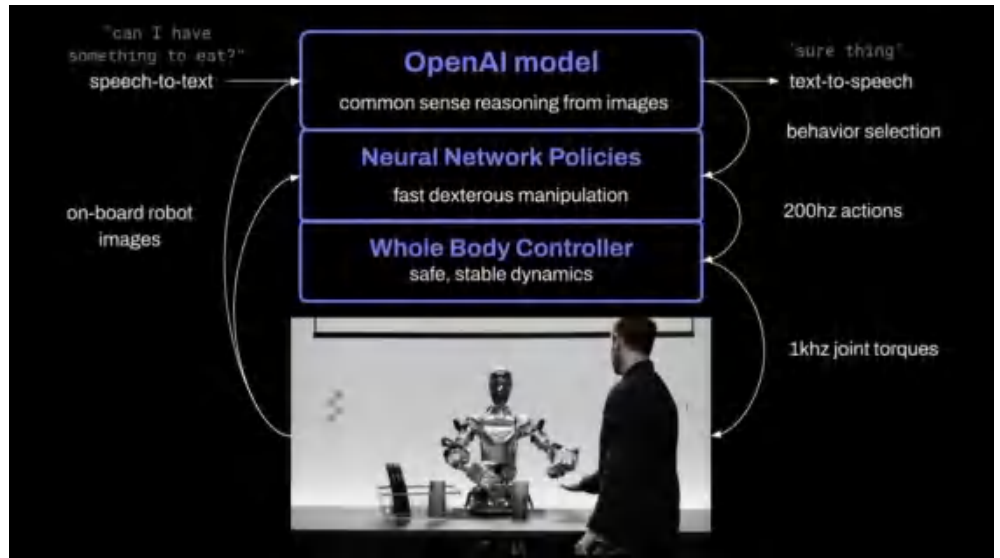 "can I have
something to eat?"
speech-to-text
OpenAI model
common sense reasoning from images
"sure thing"
text-to-speech
behavior selection
Neural Network Policies
fast dexterous manipulation
on-board robot
images
200hz actions
Whole Body Controller
safe, stable dynamics
1khz joint torques